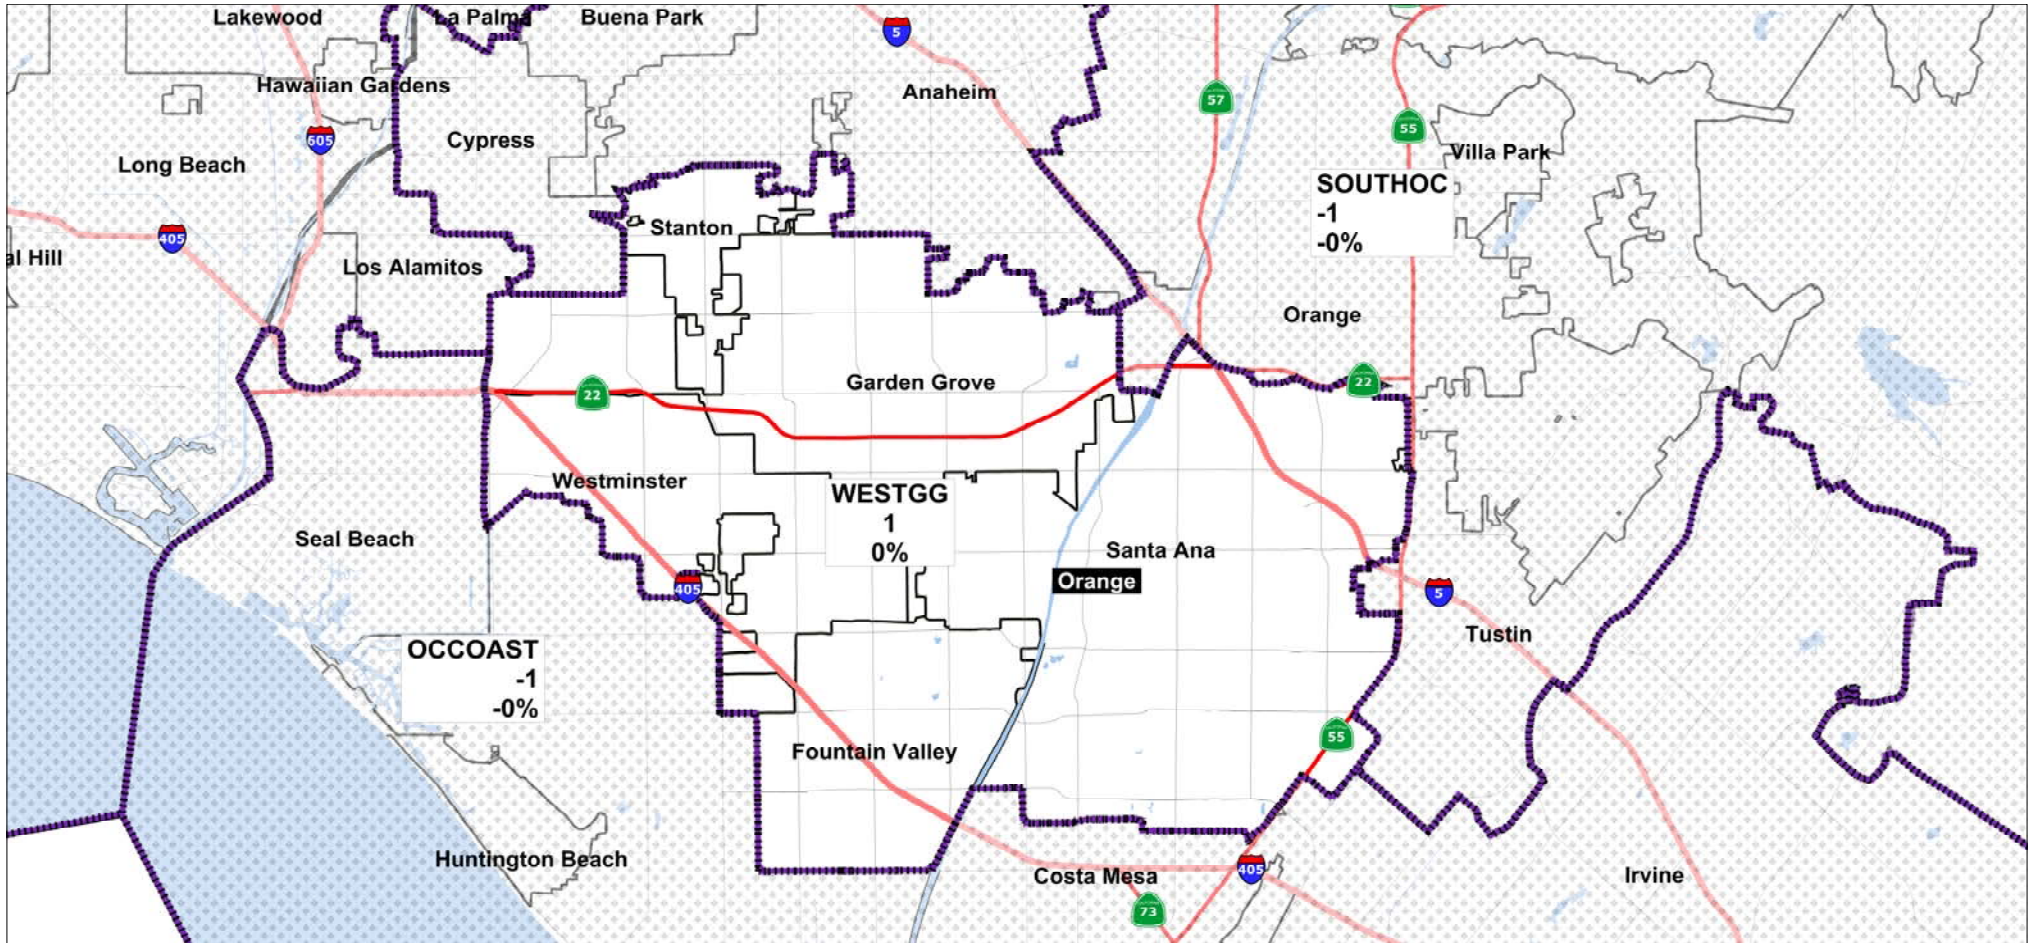 Lakewood
La Palma
Buena Park
5
Hawaiian Gardens
Anaheim
57
605
Cypress
55
Long Beach
Villa Park
SOUTHOC
-1
-0%
Stanton
405
al Hill
Los Alamitos
Orange
22
Garden Grove
22
Westminster
WESTGG
1
0%
Seal Beach
Santa Ana
Orange
405
5
Tustin
OCCOAST
-1
-0%
55
Fountain Valley
Huntington Beach
Costa Mesa
405
Irvine
73